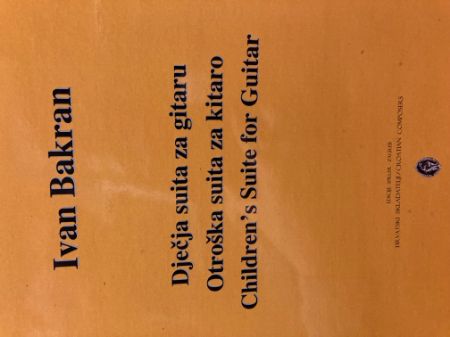 Ivan Bakran
Dječja suita za gitaru
Otroška suita za kitaro
Children's Suite for Guitar
HRVATSKI SKLADATELJI/CROATIAN COMPOSERS